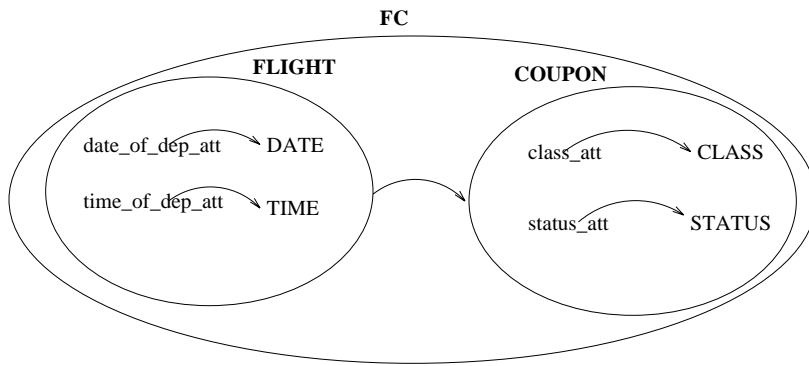 FC
FLIGHT
date_of_dep_att DATE
time_of_dep_att TIME
COUPON
class_att CLASS
status_att STATUS